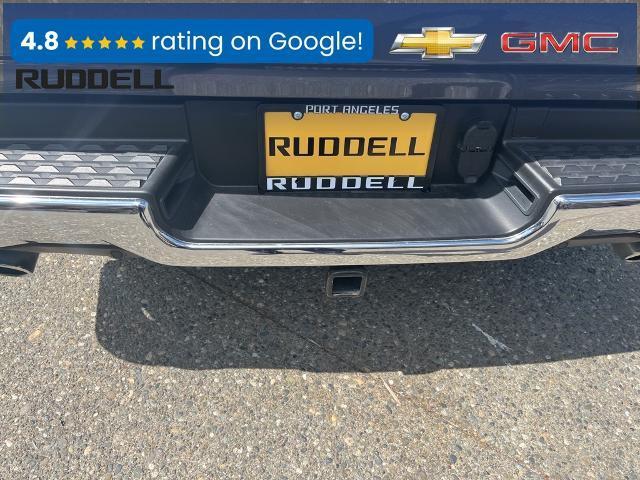 4.8 ★★★★★ rating on Google!
GMC
RUDDELL
PORT ANGELES
RUDDELL
RUDDELL